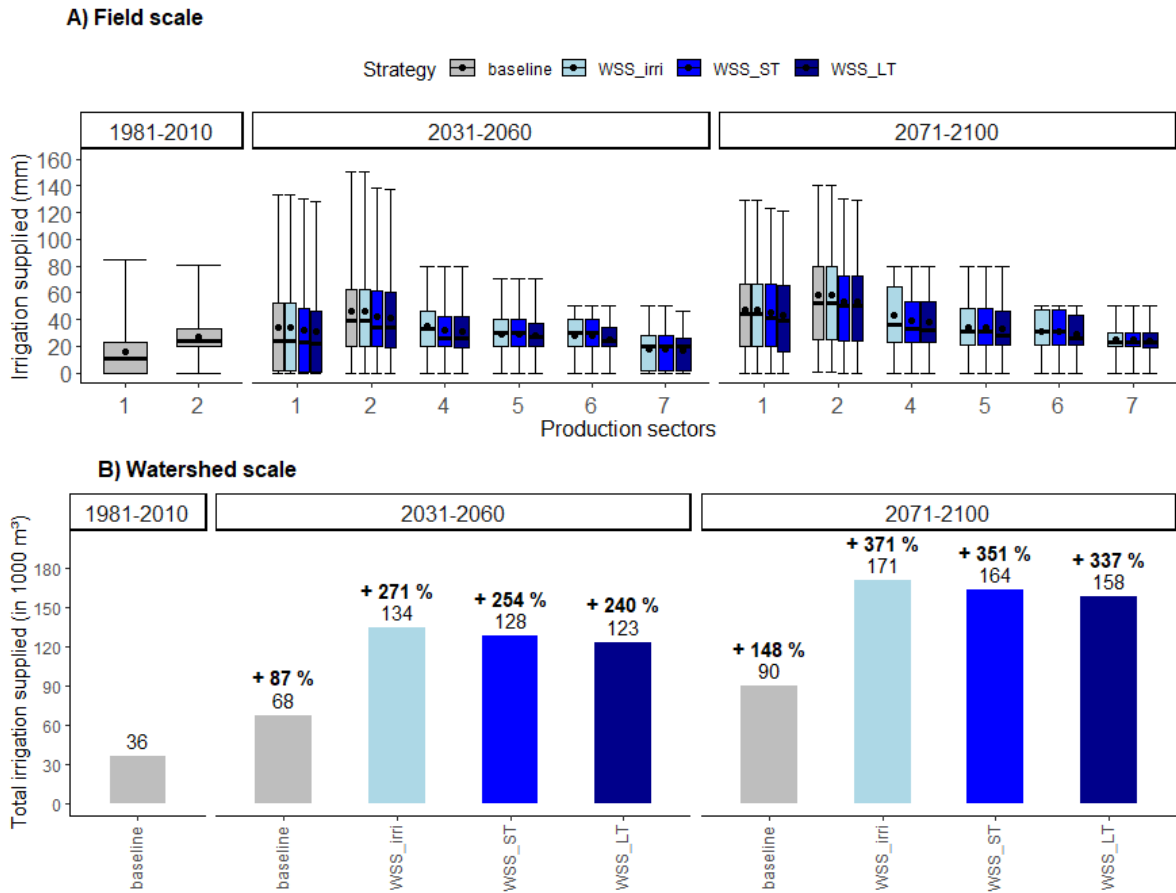 A) Field scale
Strategy baseline WSS_irri WSS_ST WSS_LT
1981-2010 2031-2060 2071-2100
Irrigation supplied (mm)
160
140
120
100
80
60
40
20
0
1 2 1 2 4 5 6 7 1 2 4 5 6 7
Production sectors
B) Watershed scale
1981-2010 2031-2060 2071-2100
Total irrigation supplied (in 1000 m³)
180
150
120
90
60
30
0
36
+ 87 %
68
+ 271 %
134
+ 254 %
128
+ 240 %
123
+ 148 %
90
+ 371 %
171
+ 351 %
164
+ 337 %
158
baseline baseline WSS_irri WSS_ST WSS_LT baseline WSS_irri WSS_ST WSS_LT